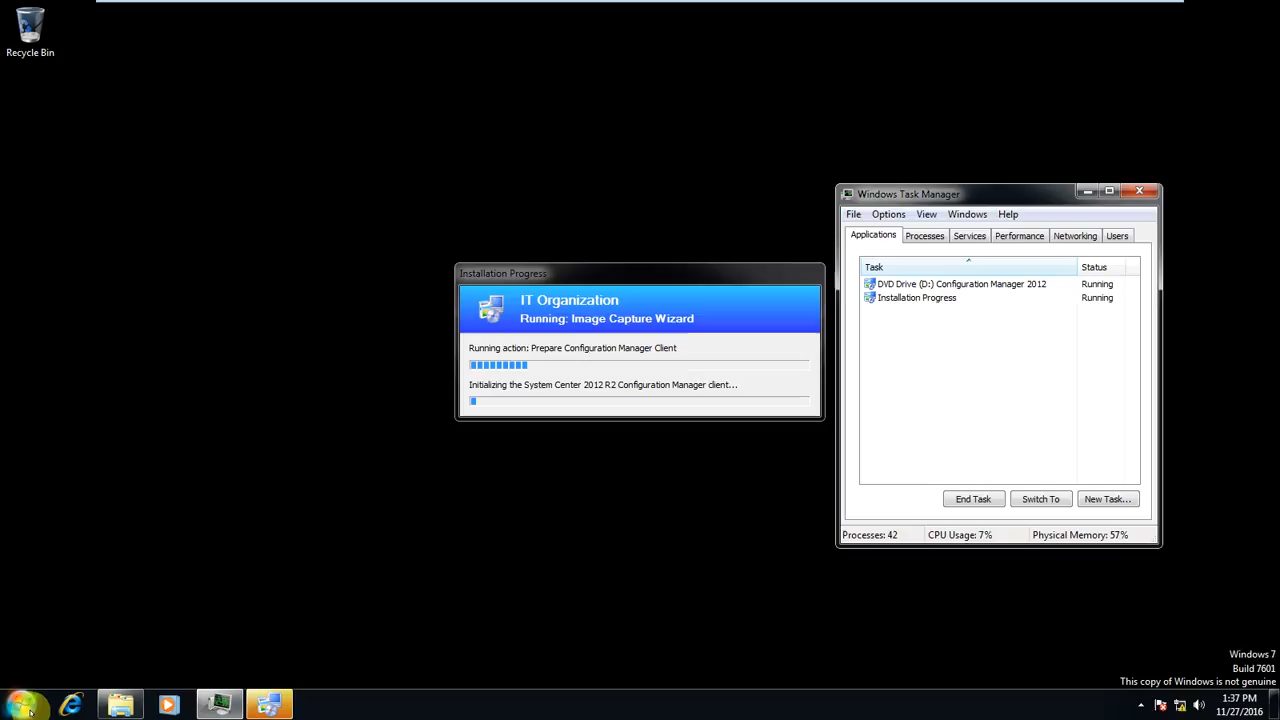 Recycle Bin
Installation Progress
IT Organization
Running: Image Capture Wizard
Running action: Prepare Configuration Manager Client
Initializing the System Center 2012 R2 Configuration Manager client...
Windows Task Manager
File Options View Windows Help
Applications Processes Services Performance Networking Users
Task Status
DVD Drive (D:) Configuration Manager 2012 Running
Installation Progress Running
End Task Switch To New Task...
Processes: 42 CPU Usage: 7% Physical Memory: 57%
Windows 7
Build 7601
This copy of Windows is not genuine
1:37 PM
11/27/2016